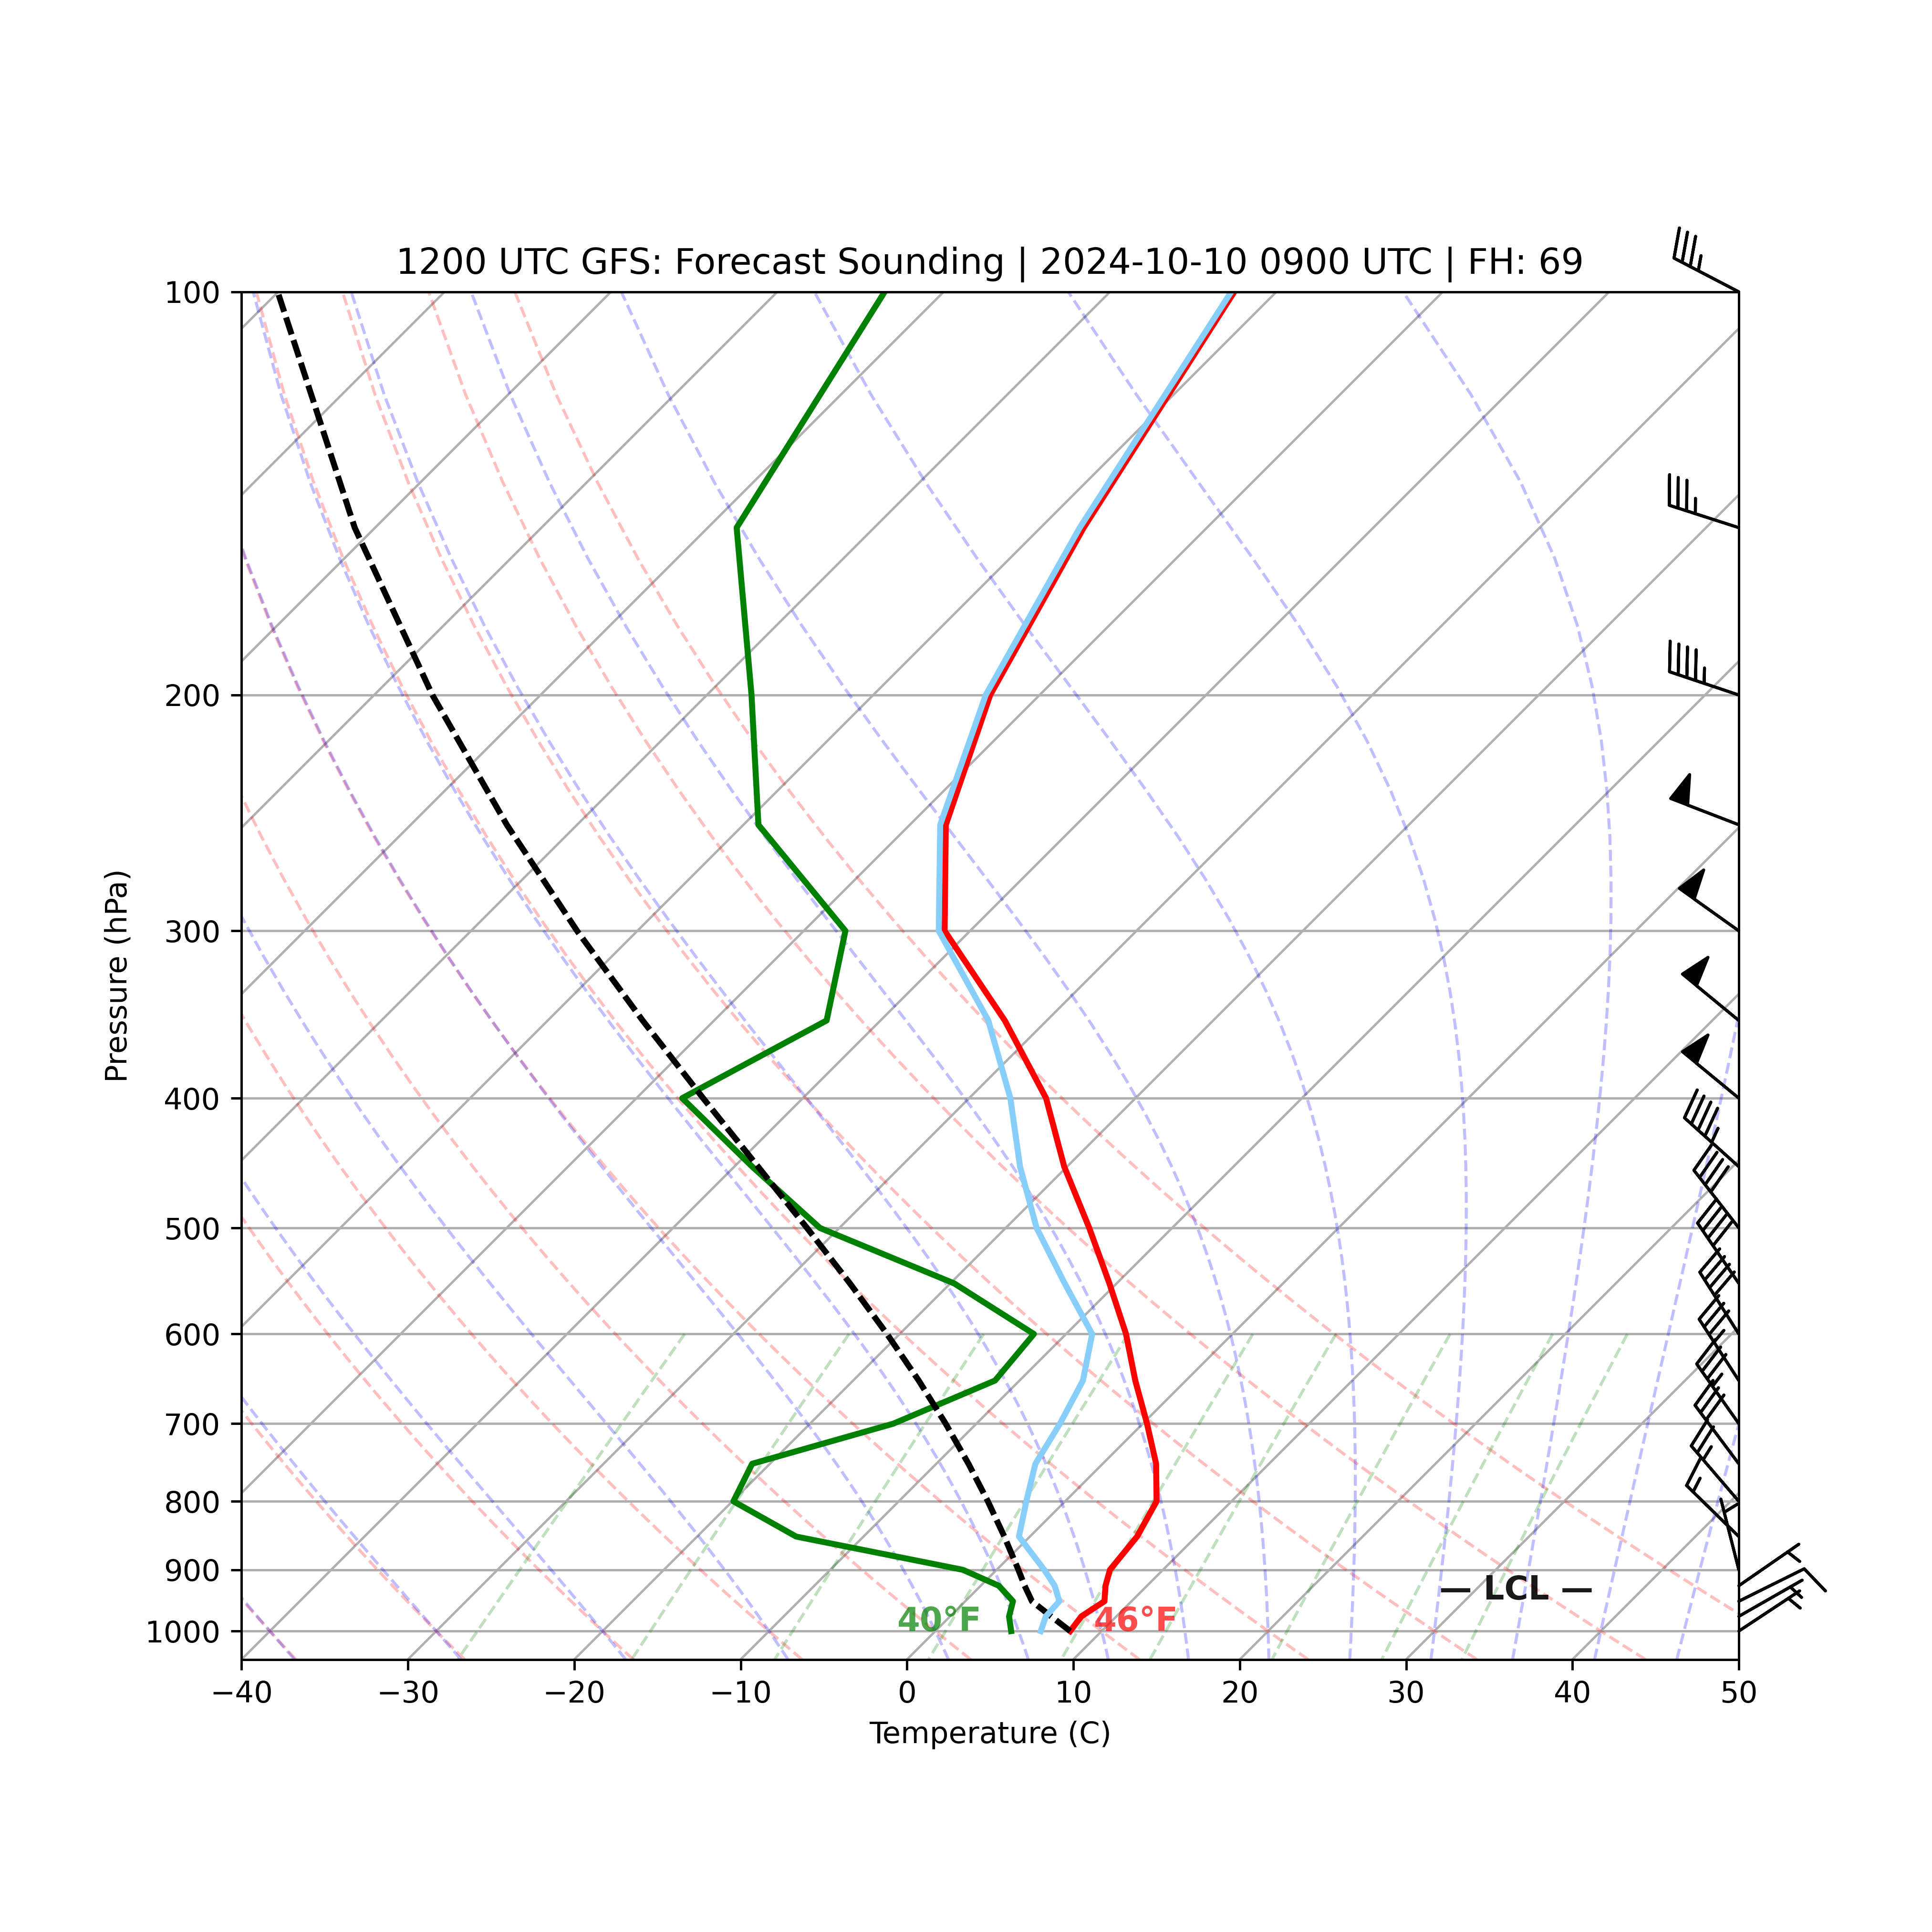 1200 UTC GFS: Forecast Sounding | 2024-10-10 0900 UTC | FH: 69
100
200
300
400
500
600
700
800
900
1000
Pressure (hPa)
— LCL —
40°F
46°F
−40 −30 −20 −10 0 10 20 30 40 50
Temperature (C)